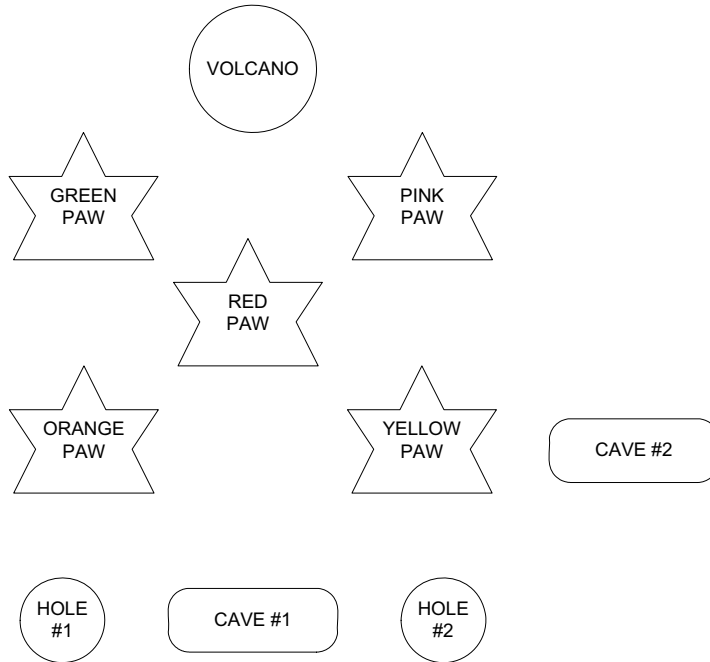 VOLCANO
GREEN
PAW
PINK
PAW
RED
PAW
ORANGE
PAW
YELLOW
PAW
CAVE #2
HOLE
#1
CAVE #1
HOLE
#2